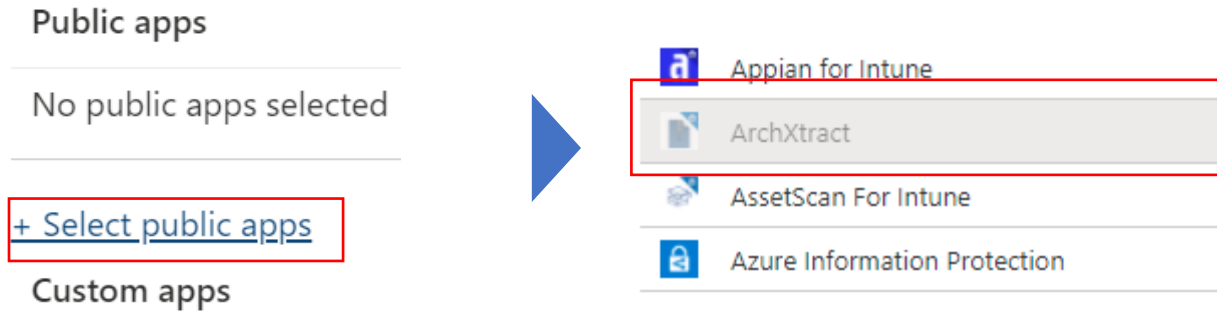 Public apps
No public apps selected
+ Select public apps
Custom apps
Appian for Intune
ArchXtract
AssetScan For Intune
Azure Information Protection